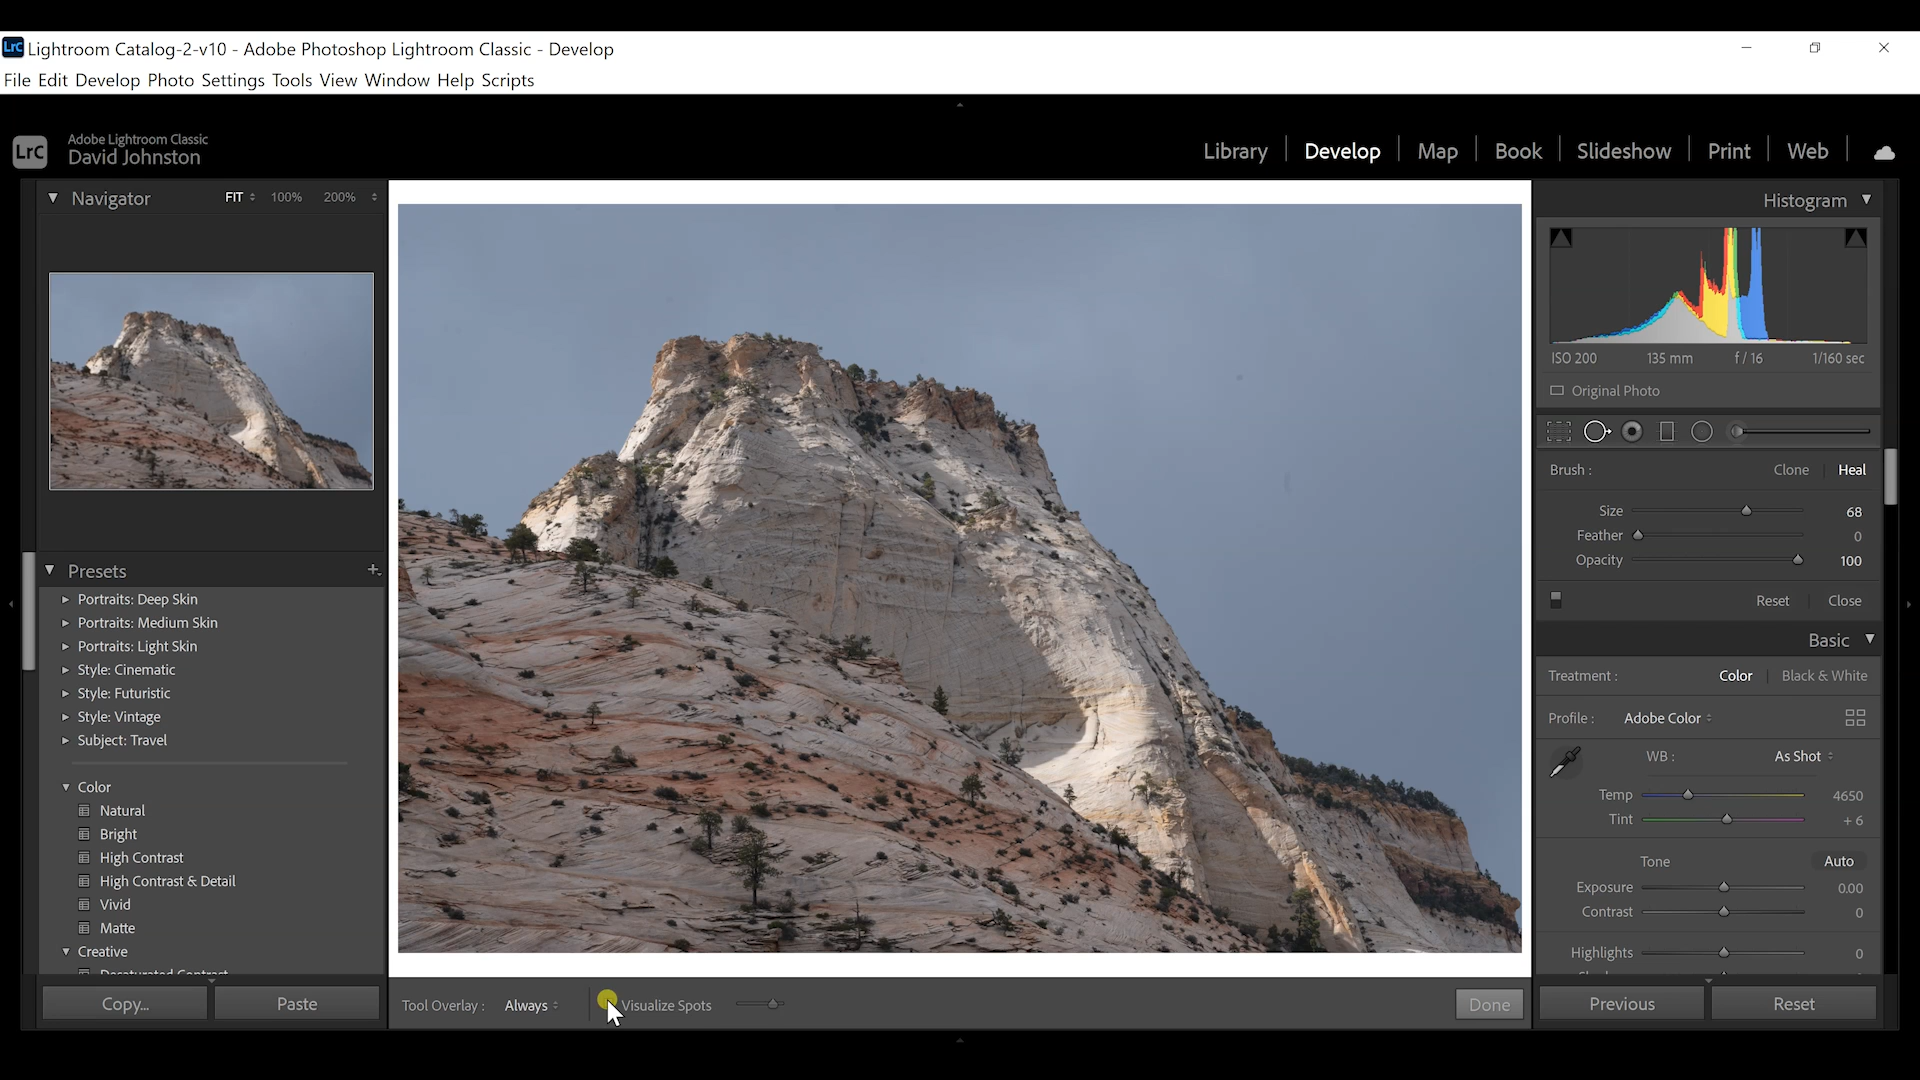 Lrc Lightroom Catalog-2-v10 - Adobe Photoshop Lightroom Classic - Develop
File Edit Develop Photo Settings Tools View Window Help Scripts
LrC
Adobe Lightroom Classic
David Johnston
Library Develop Map Book Slideshow Print Web
Navigator FIT 100% 200%
Presets +
Portraits: Deep Skin
Portraits: Medium Skin
Portraits: Light Skin
Style: Cinematic
Style: Futuristic
Style: Vintage
Subject: Travel
Color
Natural
Bright
High Contrast
High Contrast & Detail
Vivid
Matte
Creative
Desaturated Contrast
Copy... Paste
Tool Overlay : Always Visualize Spots Done
Histogram
ISO 200 135 mm f / 16 1/160 sec
Original Photo
Brush : Clone Heal
Size 68
Feather 0
Opacity 100
Reset Close
Basic
Treatment : Color Black & White
Profile : Adobe Color
WB : As Shot
Temp 4650
Tint + 6
Tone Auto
Exposure 0.00
Contrast 0
Highlights 0
Previous Reset